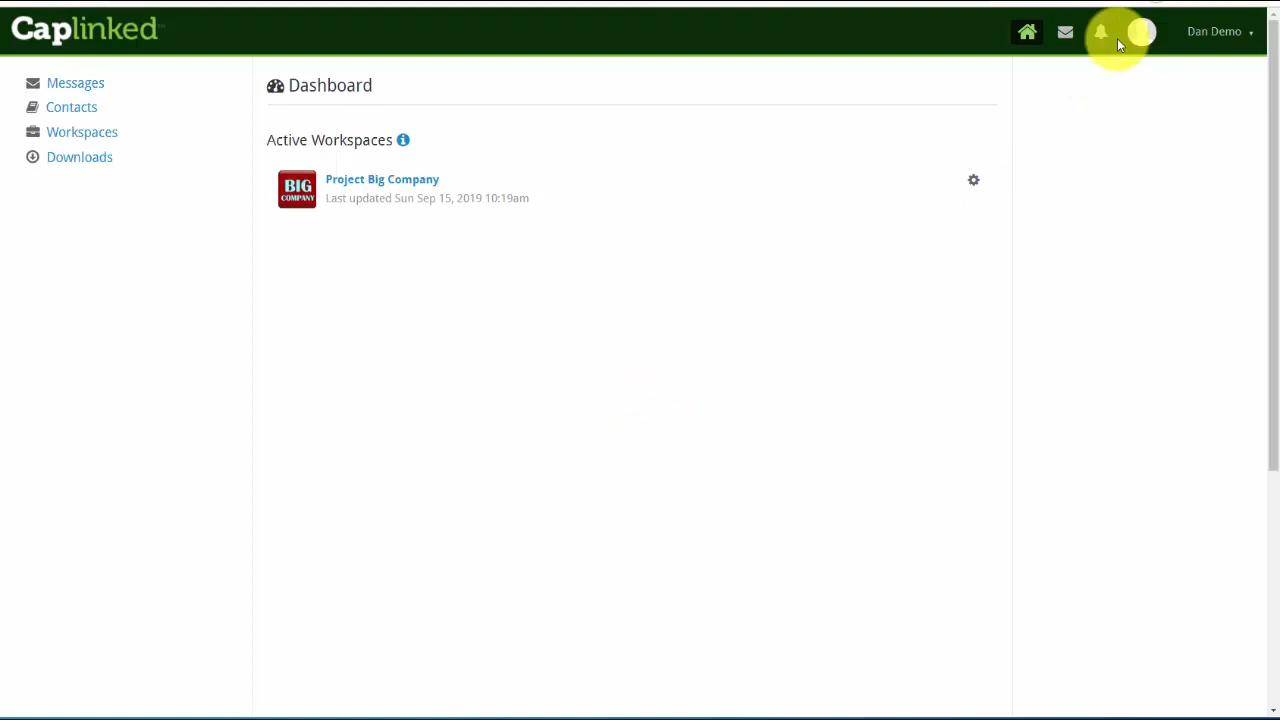 Caplinked
Dan Demo
Messages
Contacts
Workspaces
Downloads
Dashboard
Active Workspaces
BIG
COMPANY
Project Big Company
Last updated Sun Sep 15, 2019 10:19am